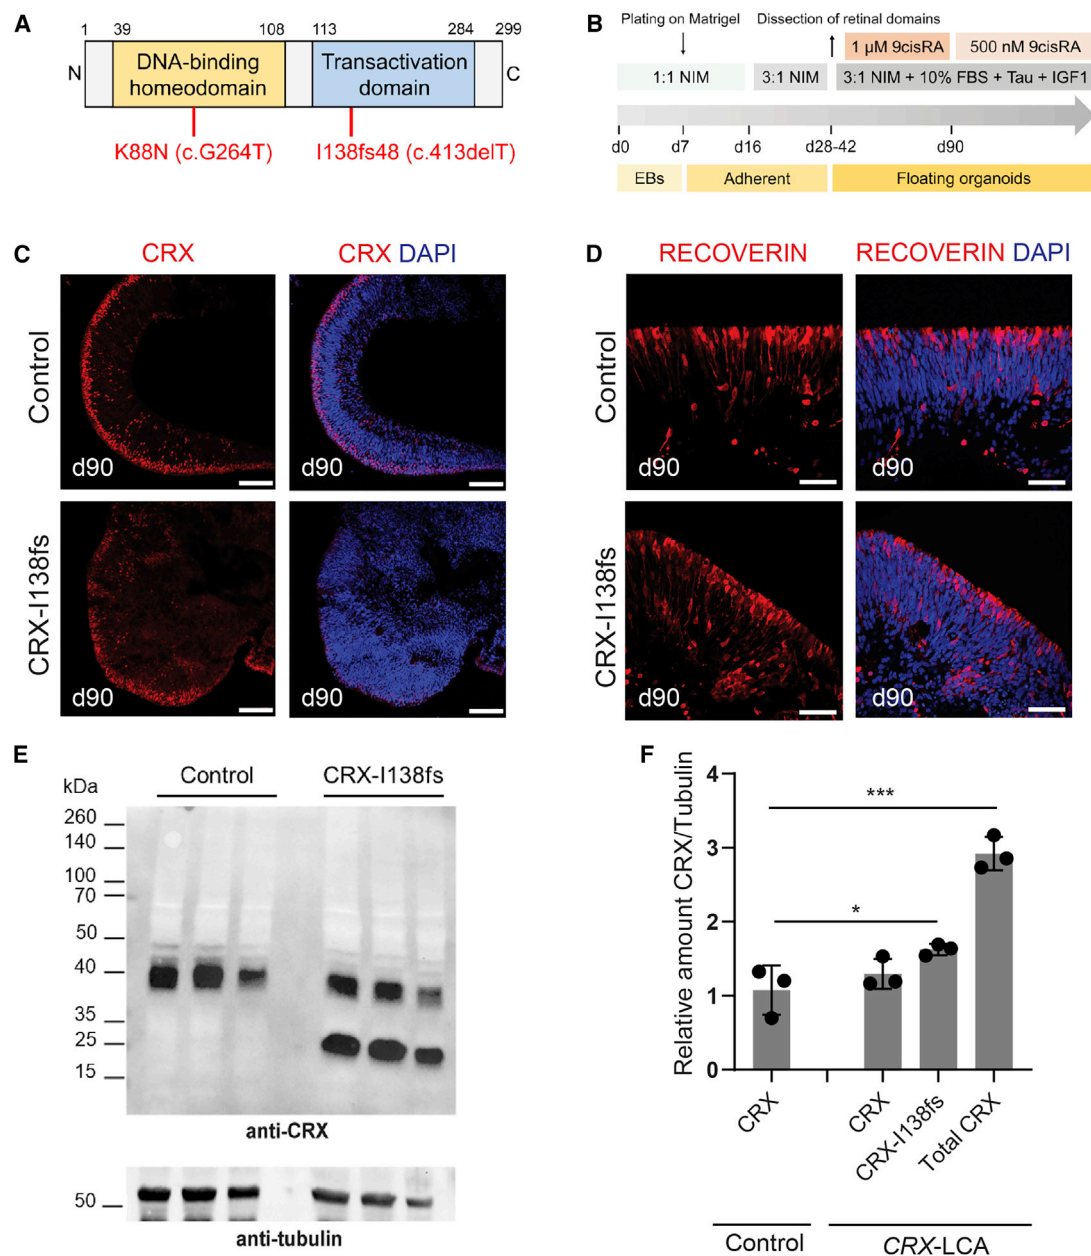 A
1 39 108 113 284 299
N
DNA-binding
homeodomain
Transactivation
domain
C
K88N (c.G264T)
I138fs48 (c.413delT)
B
Plating on Matrigel
Dissection of retinal domains
1 µM 9cisRA
500 nM 9cisRA
1:1 NIM
3:1 NIM
3:1 NIM + 10% FBS + Tau + IGF1
d0 d7 d16 d28-42 d90
EBs
Adherent
Floating organoids
C
CRX
CRX DAPI
Control
d90
d90
CRX-I138fs
d90
d90
D
RECOVERIN
RECOVERIN DAPI
Control
CRX-I138fs
E
kDa
Control
CRX-I138fs
260
140
100
70
50
40
35
25
15
anti-CRX
50
anti-tubulin
F
Relative amount CRX/Tubulin
4
3
2
1
0
***
*
CRX
CRX
CRX-I138fs
Total CRX
Control
CRX-LCA